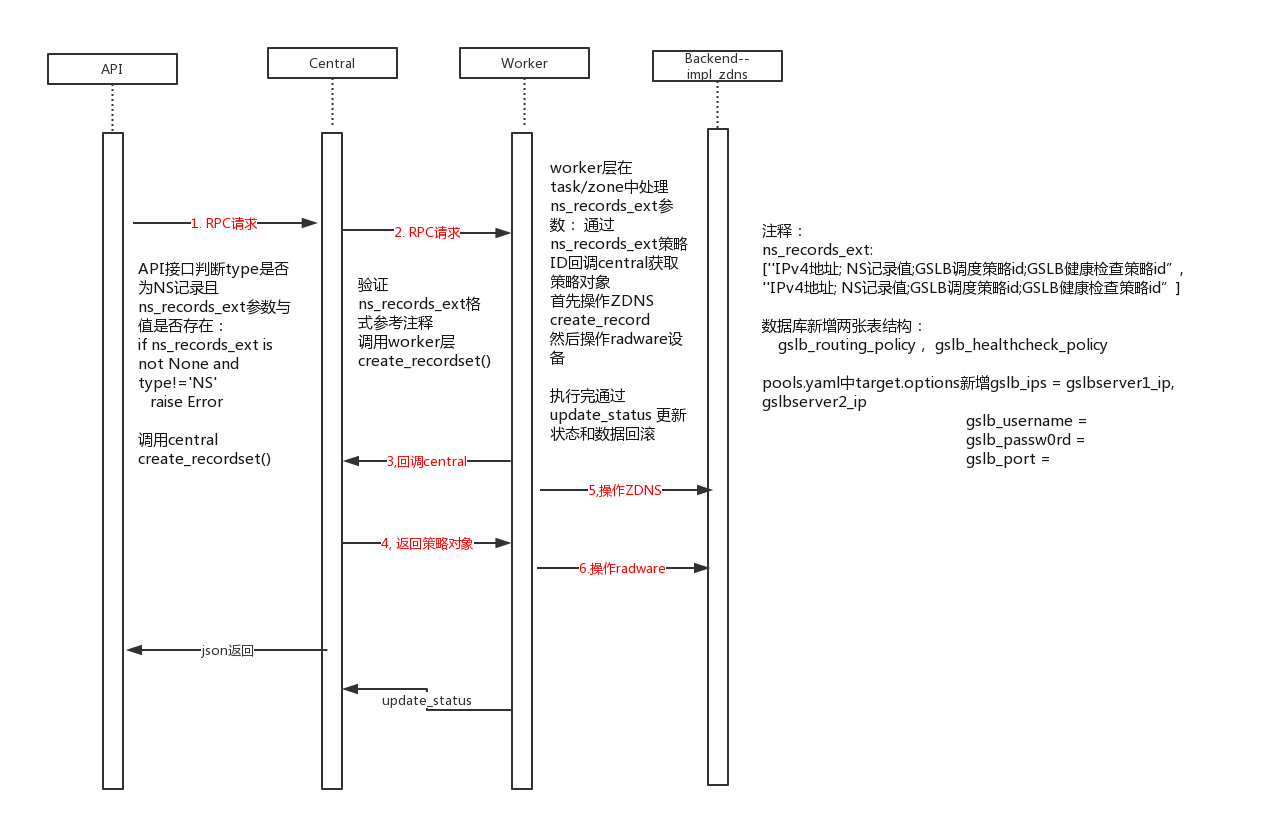 API
Central
Worker
Backend--
impl_zdns
1. RPC请求
API接口判断type是否
为NS记录且
ns_records_ext参数与
值是否存在：
if ns_records_ext is
not None and
type!='NS'
raise Error
调用central
create_recordset()
2. RPC请求
验证
ns_records_ext格
式参考注释
调用worker层
create_recordset()
worker层在
task/zone中处理
ns_records_ext参
数： 通过
ns_records_ext策略
ID回调central获取
策略对象
首先操作ZDNS
create_record
然后操作radware设
备
执行完通过
update_status 更新
状态和数据回滚
3,回调central
5,操作ZDNS
4, 返回策略对象
6.操作radware
json返回
update_status
注释：
ns_records_ext:
[''IPv4地址; NS记录值;GSLB调度策略id;GSLB健康检查策略id”,
''IPv4地址; NS记录值;GSLB调度策略id;GSLB健康检查策略id”]
数据库新增两张表结构：
gslb_routing_policy ，gslb_healthcheck_policy
pools.yaml中target.options新增gslb_ips = gslbserver1_ip,
gslbserver2_ip
gslb_username =
gslb_passw0rd =
gslb_port =